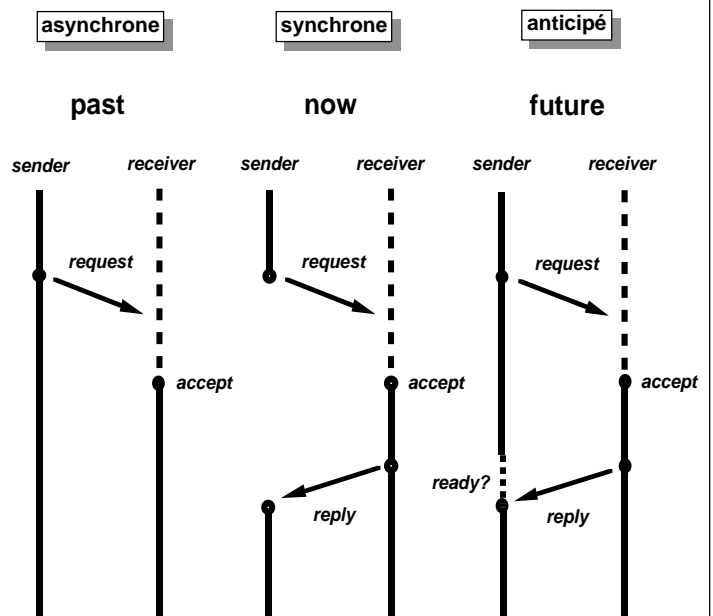 asynchrone synchrone anticipé
past now future
sender receiver sender receiver sender receiver
request request request
accept accept accept
ready?
reply reply